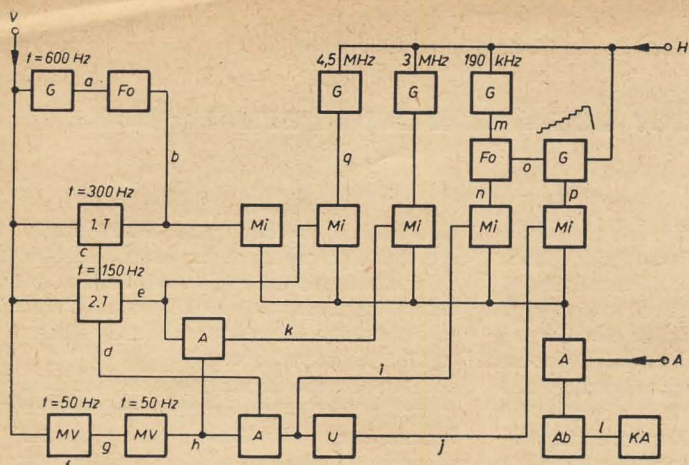 V
t=600 Hz
4,5 MHz
3 MHz
190 kHz
H
G
a
Fo
G
G
G
m
b
q
Fo
o
G
t=300 Hz
n
p
1.T
Mi
Mi
Mi
Mi
Mi
c
t=150 Hz
2.T
e
A
k
d
i
A
A
t=50 Hz
t=50 Hz
MV
g
MV
h
A
U
j
Ab
l
KA